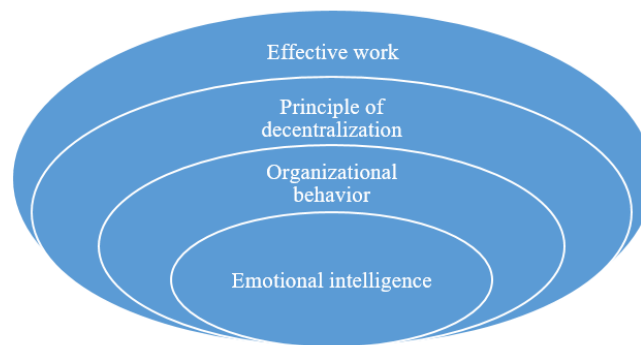 Effective work
Principle of
decentralization
Organizational
behavior
Emotional intelligence